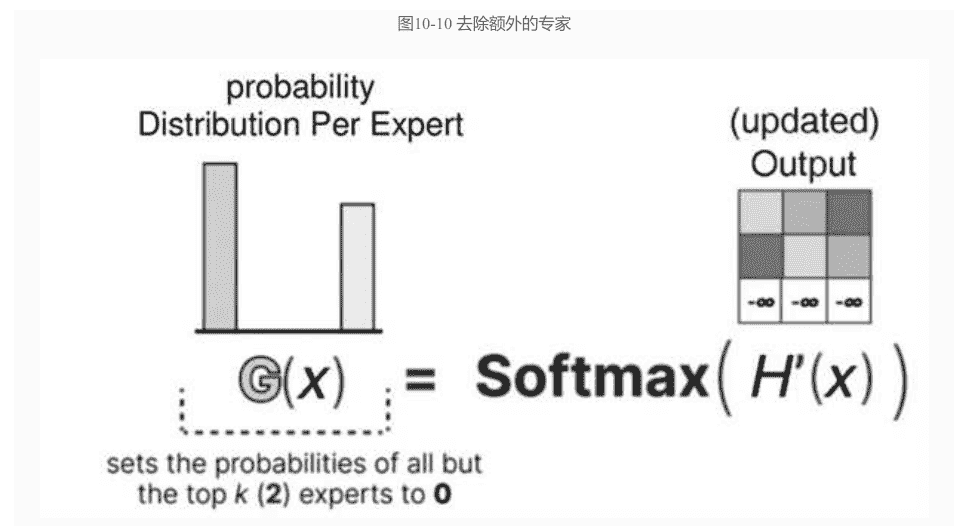 图10-10 去除额外的专家
probability
Distribution Per Expert
(updated)
Output
-∞ -∞ -∞
G(x) = Softmax( H'(x) )
sets the probabilities of all but
the top k (2) experts to 0